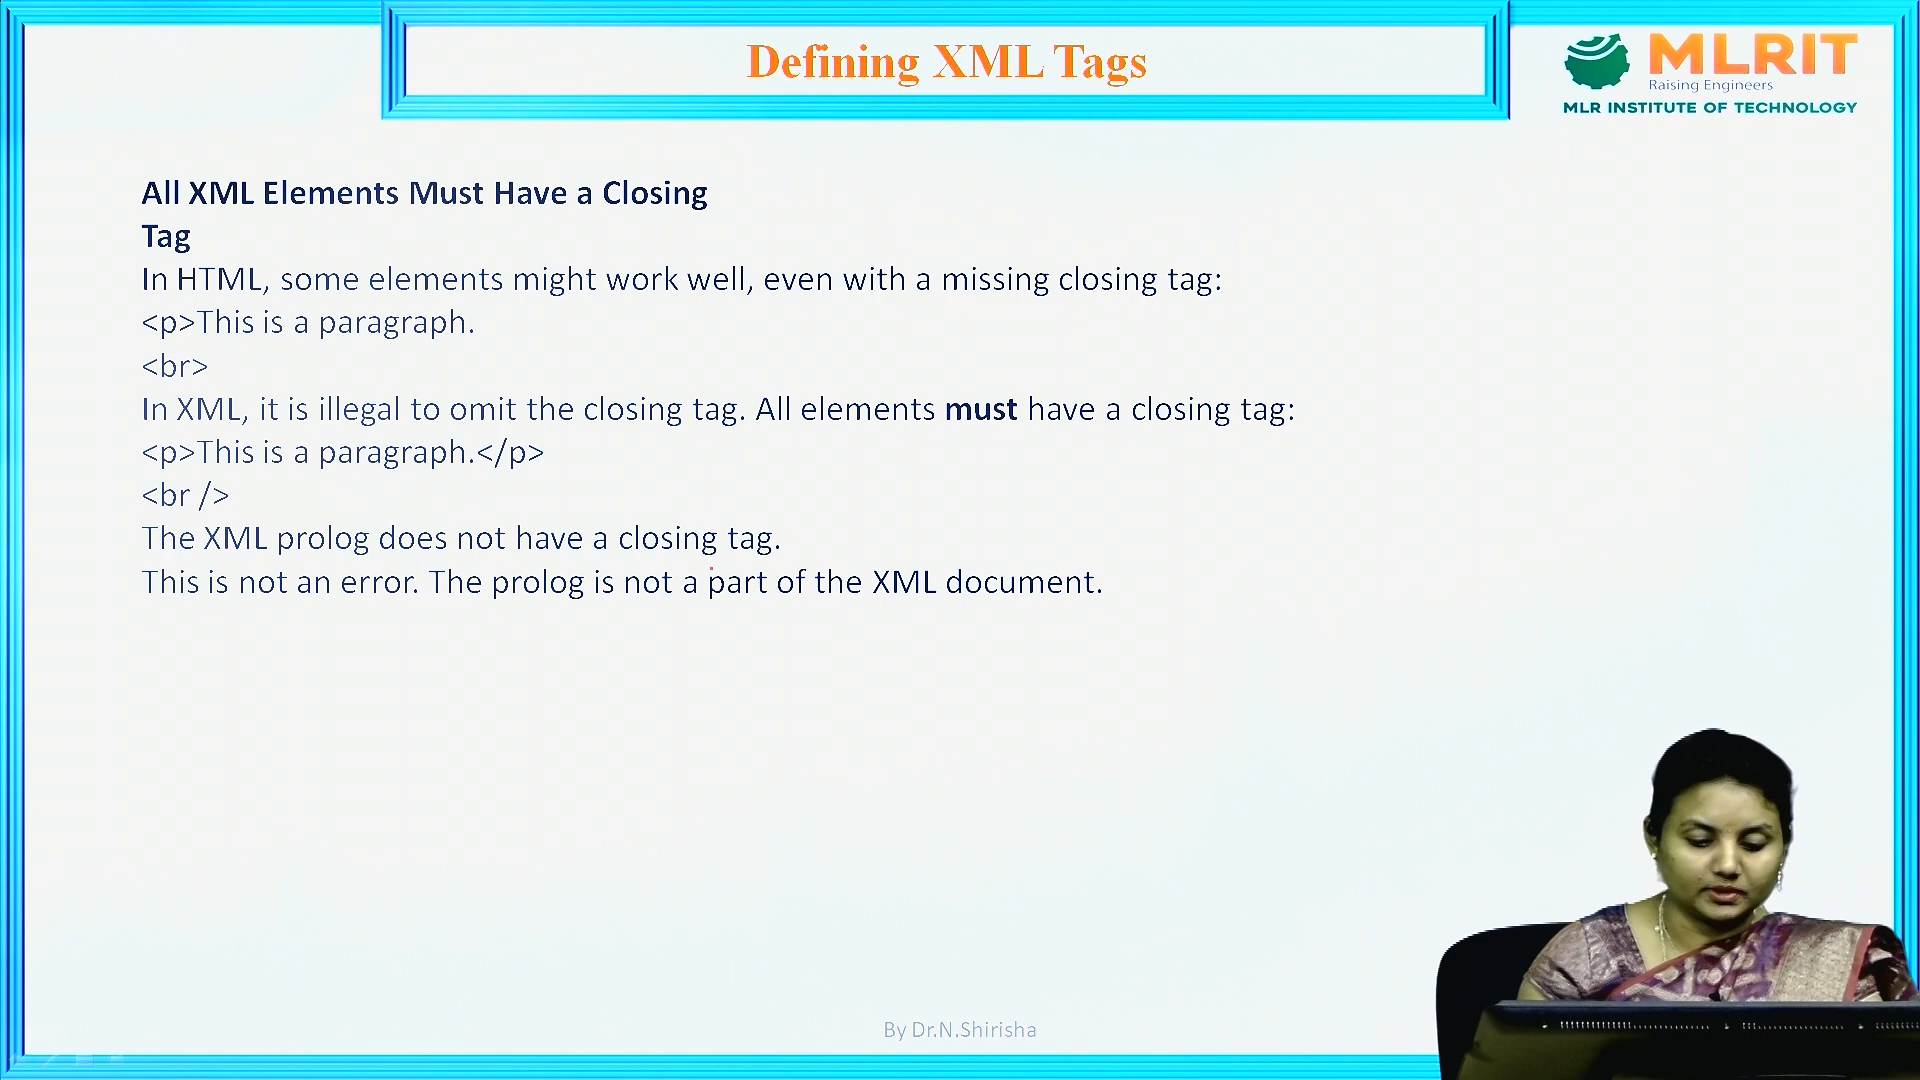 Defining XML Tags
MLRIT
Raising Engineers
MLR INSTITUTE OF TECHNOLOGY
All XML Elements Must Have a Closing
Tag
In HTML, some elements might work well, even with a missing closing tag:
<p>This is a paragraph.
<br>
In XML, it is illegal to omit the closing tag. All elements must have a closing tag:
<p>This is a paragraph.</p>
<br />
The XML prolog does not have a closing tag.
This is not an error. The prolog is not a part of the XML document.
By Dr.N.Shirisha